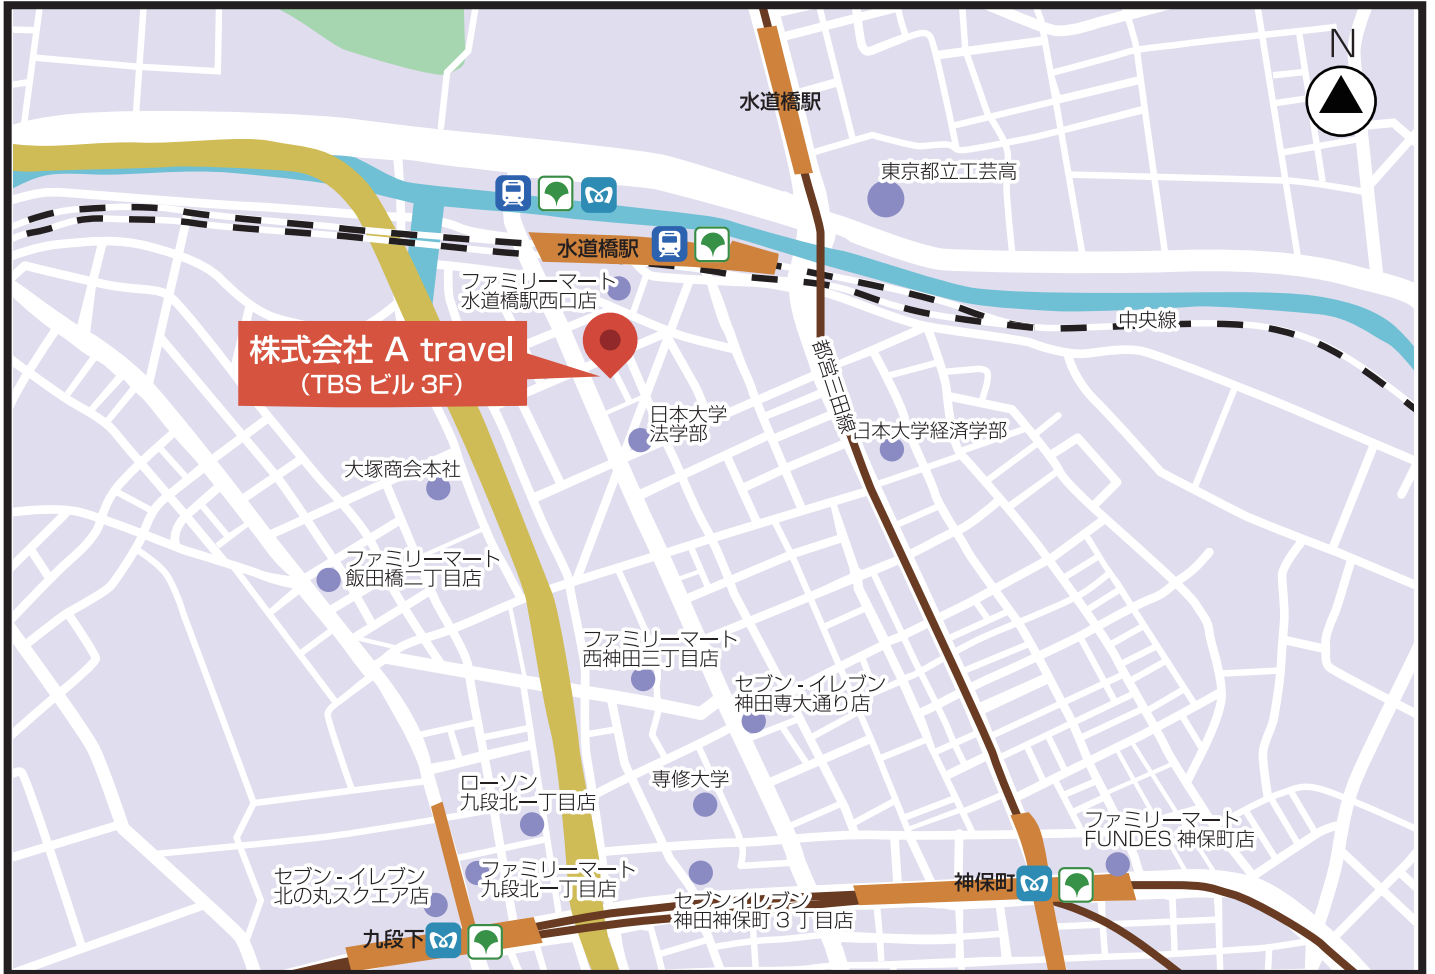 N
水道橋駅
東京都立工芸高
水道橋駅
ファミリーマート
水道橋駅西口店
中央線
株式会社 A travel
（TBS ビル 3F）
都営三田線
日本大学
法学部
日本大学経済学部
大塚商会本社
ファミリーマート
飯田橋二丁目店
ファミリーマート
西神田三丁目店
セブン - イレブン
神田専大通り店
ローソン
九段北一丁目店
専修大学
ファミリーマート
FUNDES 神保町店
セブン - イレブン
北の丸スクエア店
ファミリーマート
九段北一丁目店
神保町
セブンイレブン
神田神保町 3 丁目店
九段下